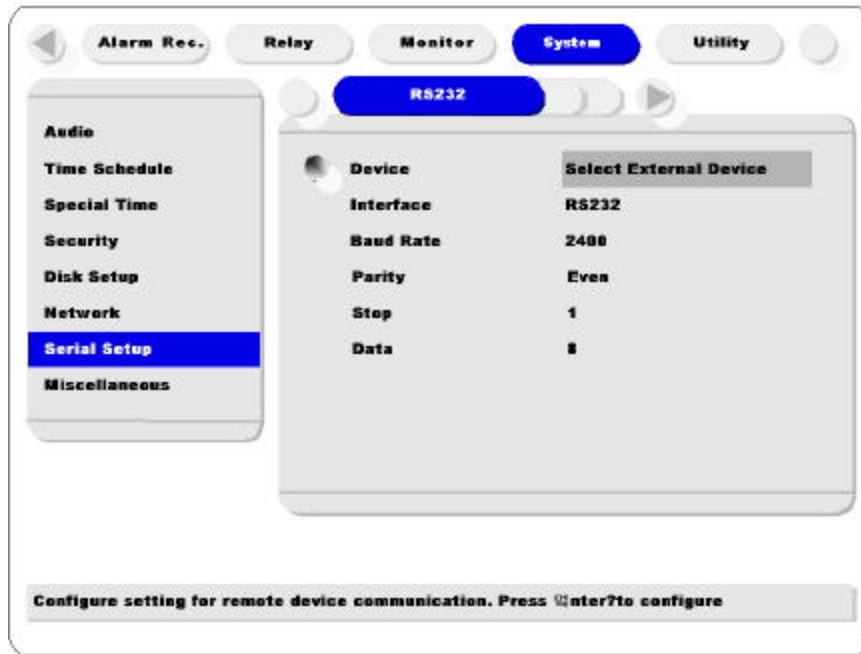 Alarm Rec. Relay Monitor System Utility
RS232
Audio
Time Schedule
Special Time
Security
Disk Setup
Network
Serial Setup
Miscellaneous
Device Select External Device
Interface RS232
Baud Rate 2400
Parity Even
Stop 1
Data 8
Configure setting for remote device communication. Press nter?to configure